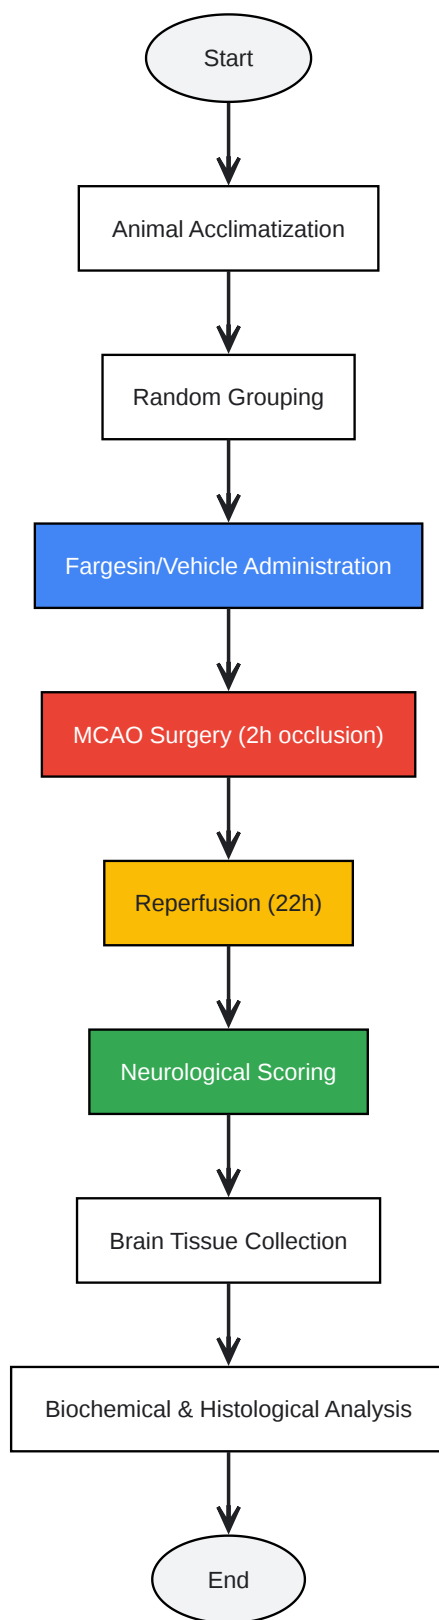 Start
Animal Acclimatization
Random Grouping
Fargesin/Vehicle Administration
MCAO Surgery (2h occlusion)
Reperfusion (22h)
Neurological Scoring
Brain Tissue Collection
Biochemical & Histological Analysis
End